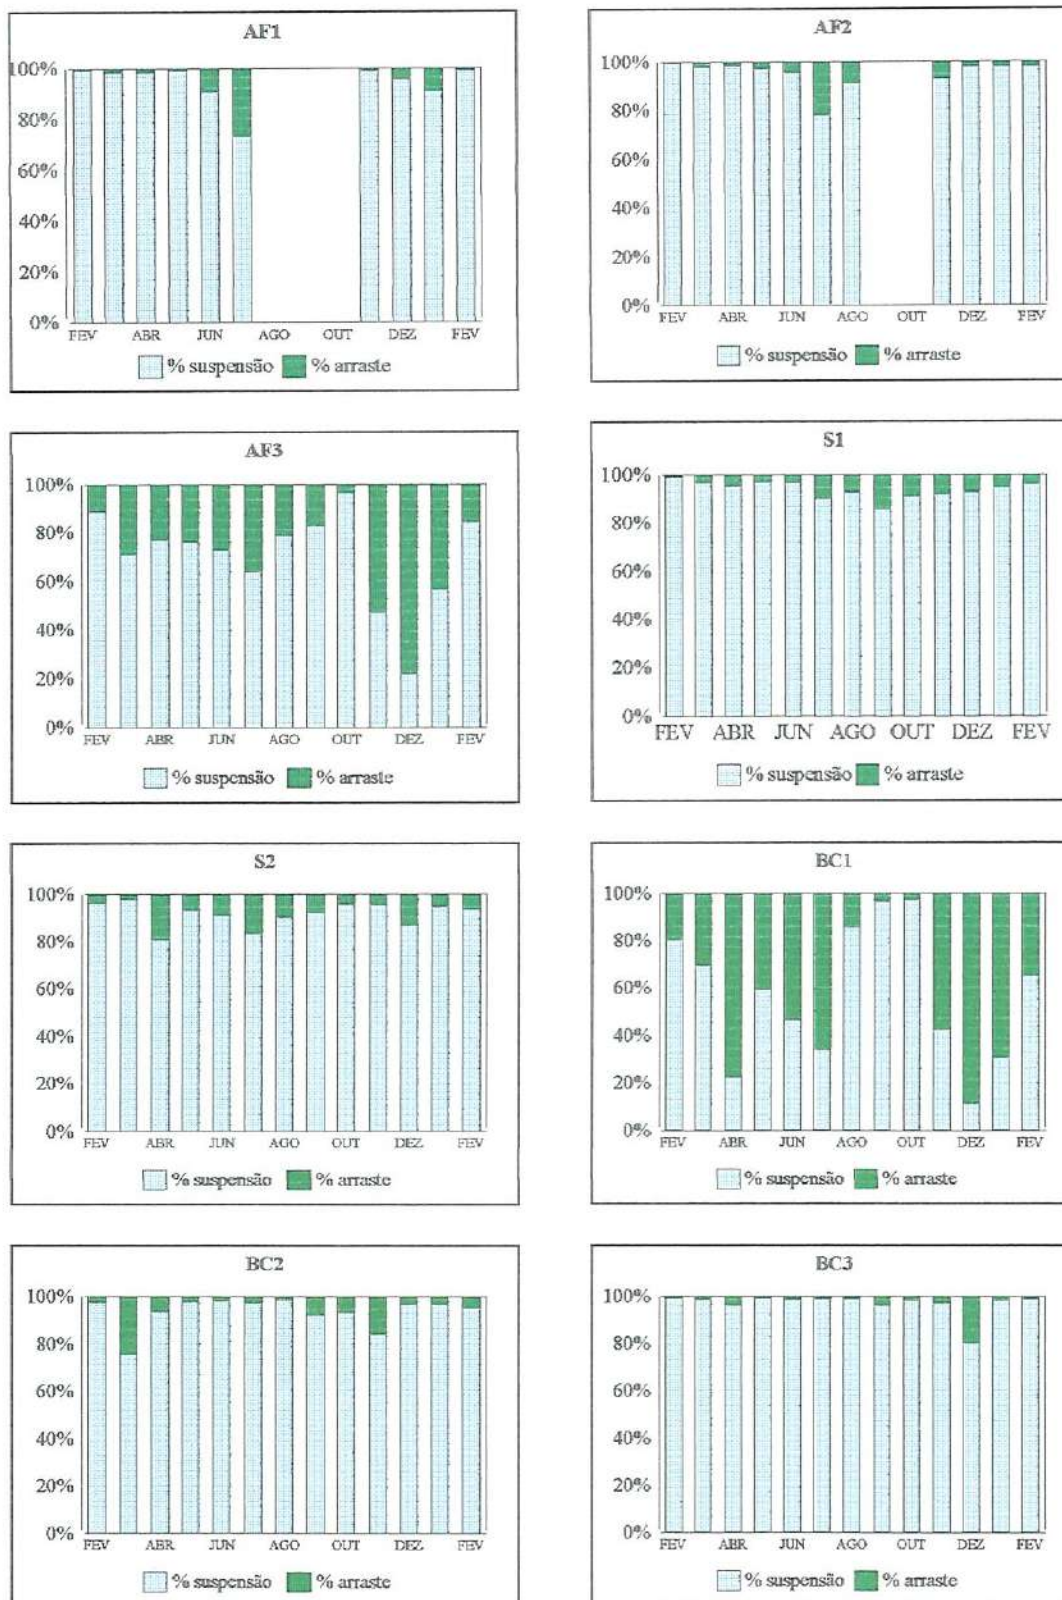 AF1
100%
80%
60%
40%
20%
0%
FEV ABR JUN AGO OUT DEZ FEV
% suspensão % arraste
AF2
100%
80%
60%
40%
20%
0%
FEV ABR JUN AGO OUT DEZ FEV
% suspensão % arraste
AF3
100%
80%
60%
40%
20%
0%
FEV ABR JUN AGO OUT DEZ FEV
% suspensão % arraste
S1
100%
80%
60%
40%
20%
0%
FEV ABR JUN AGO OUT DEZ FEV
% suspensão % arraste
S2
100%
80%
60%
40%
20%
0%
FEV ABR JUN AGO OUT DEZ FEV
% suspensão % arraste
BC1
100%
80%
60%
40%
20%
0%
FEV ABR JUN AGO OUT DEZ FEV
% suspensão % arraste
BC2
100%
80%
60%
40%
20%
0%
FEV ABR JUN AGO OUT DEZ FEV
% suspensão % arraste
BC3
100%
80%
60%
40%
20%
0%
FEV ABR JUN AGO OUT DEZ FEV
% suspensão % arraste